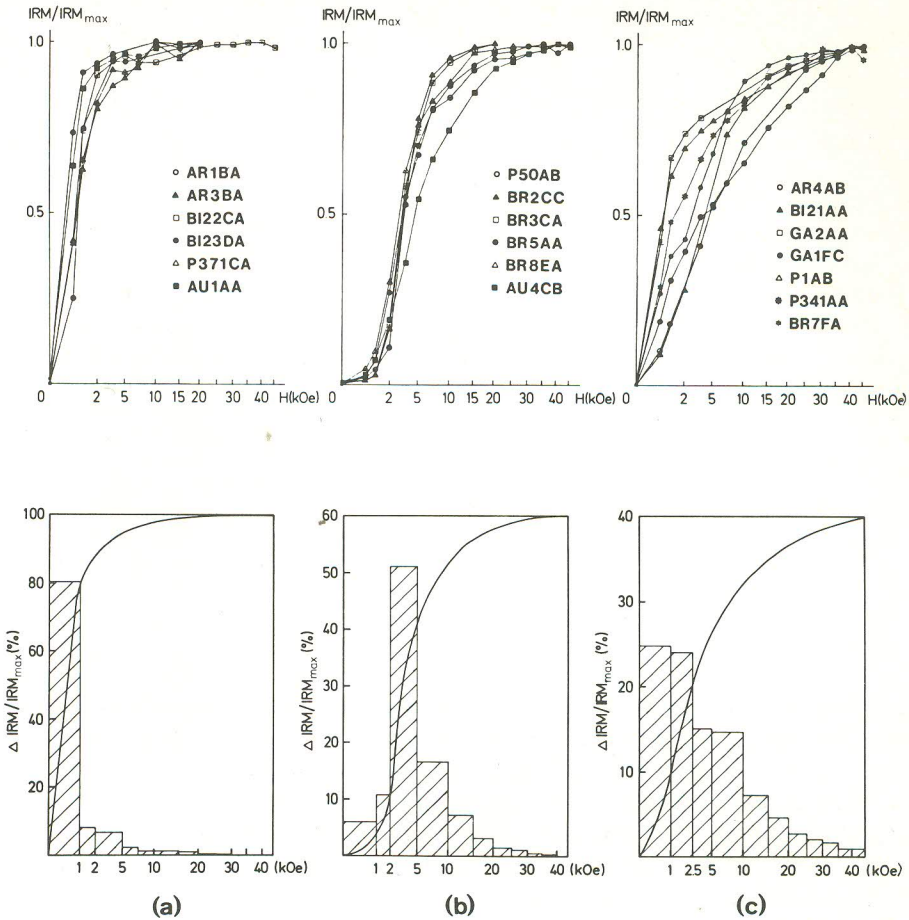 IRM/IRMmax
1.0
0.5
0
2 5 10 15 20 30 40 H(kOe)
AR1BA
AR3BA
BI22CA
BI23DA
P371CA
AU1AA
IRM/IRMmax
1.0
0.5
0
2 5 10 15 20 30 40 H(kOe)
P50AB
BR2CC
BR3CA
BR5AA
BR8EA
AU4CB
IRM/IRMmax
1.0
0.5
0
2 5 10 15 20 30 40 H(kOe)
AR4AB
BI21AA
GA2AA
GA1FC
P1AB
P341AA
BR7FA
Δ IRM/IRMmax (%)
100
80
60
40
20
1 2 5 10 20 30 40 (kOe)
(a)
Δ IRM/IRMmax (%)
60
50
40
30
20
10
1 2 5 10 20 30 40 (kOe)
(b)
Δ IRM/IRMmax (%)
40
30
20
10
1 2.5 5 10 20 30 40 (kOe)
(c)